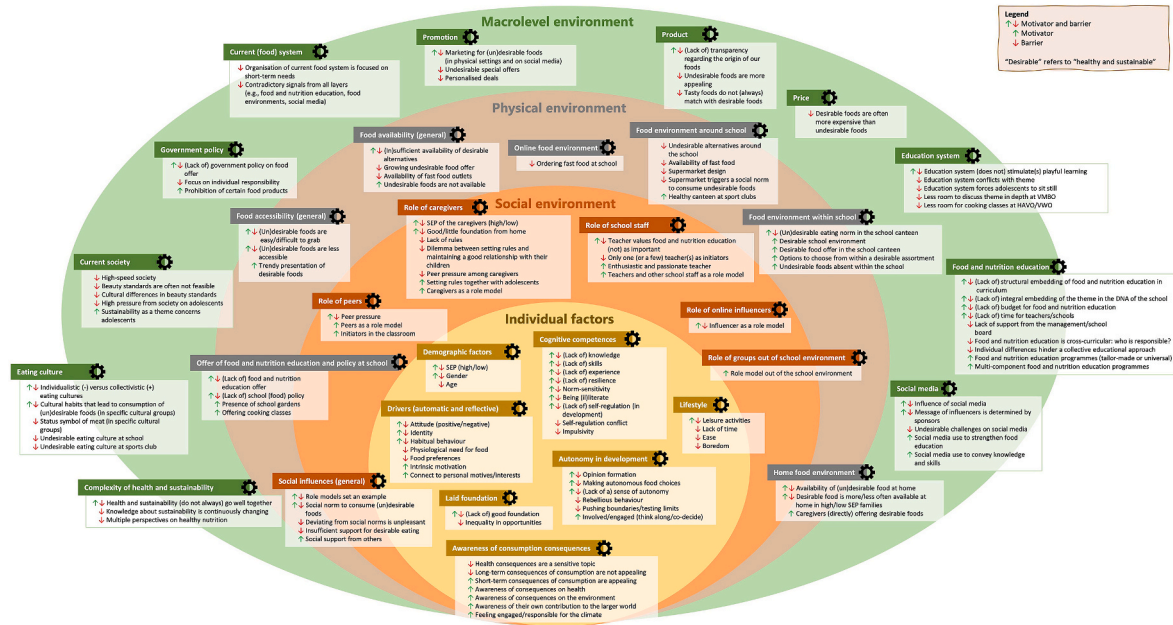 Macrolevel environment
Legend
↑↓ Motivator and barrier
↑ Motivator
↓ Barrier
"Desirable" refers to "healthy and sustainable"
Current (food) system
↓ Organisation of current food system is focused on
short-term needs
↓ Contradictory signals from all layers
(e.g., food and nutrition education, food
environments, social media)
Promotion
↑↓ Marketing for (un)desirable foods
(in physical settings and on social media)
↓ Undesirable special offers
↓ Personalised deals
Product
↑↓ (Lack of) transparency
regarding the origin of our
foods
↓ Undesirable foods are more
appealing
↓ Tasty foods do not (always)
match with desirable foods
Price
↓ Desirable foods are often
more expensive than
undesirable foods
Physical environment
Government policy
↑↓ (Lack of) government policy on food
offer
↓ Focus on individual responsibility
↑ Prohibition of certain food products
Food availability (general)
↑↓ (In)sufficient availability of desirable
alternatives
↓ Growing undesirable food offer
↓ Availability of fast food outlets
↑ Undesirable foods are not available
Online food environment
↓ Ordering fast food at school
Food environment around school
↓ Undesirable alternatives around
the school
↓ Availability of fast food
↓ Supermarket design
↓ Supermarket triggers a social norm
to consume undesirable foods
↑ Healthy canteen at sport clubs
Education system
↑↓ Education system (does not) stimulate(s) playful learning
↓ Education system conflicts with theme
↓ Education system forces adolescents to sit still
↓ Less room to discuss theme in depth at VMBO
↓ Less room for cooking classes at HAVO/VWO
Social environment
Food accessibility (general)
↑↓ (Un)desirable foods are
easy/difficult to grab
↑↓ (Un)desirable foods are less
accessible
↑ Trendy presentation of
desirable foods
Role of caregivers
↑↓ SEP of the caregivers (high/low)
↑↓ Good/little foundation from home
↓ Lack of rules
↓ Dilemma between setting rules and
maintaining a good relationship with their
children
↓ Peer pressure among caregivers
↑ Setting rules together with adolescents
↑ Caregivers as a role model
Role of school staff
↑↓ Teacher values food and nutrition education
(not) as important
↓ Only one (or a few) teacher(s) as initiators
↑ Enthusiastic and passionate teacher
↑ Teachers and other school staff as a role model
Food environment within school
↑↓ (Un)desirable eating norm in the school canteen
↑ Desirable school environment
↑ Desirable food offer in the school canteen
↑ Options to choose from within a desirable assortment
↑ Undesirable foods absent within the school
Current society
↓ High-speed society
↓ Beauty standards are often not feasible
↓ Cultural differences in beauty standards
↓ High pressure from society on adolescents
↑ Sustainability as a theme concerns
adolescents
Food and nutrition education
↑↓ (Lack of) structural embedding of food and nutrition education in
curriculum
↑↓ (Lack of) integral embedding of the theme in the DNA of the school
↑↓ (Lack of) budget for food and nutrition education
↑↓ (Lack of) time for teachers/schools
↓ Lack of support from the management/school
board
↓ Food and nutrition education is cross-curricular: who is responsible?
↓ Individual differences hinder a collective educational approach
↑ Food and nutrition education programmes (tailor-made or universal)
↑ Multi-component food and nutrition education programmes
Role of peers
↑↓ Peer pressure
↑ Peers as a role model
↑ Initiators in the classroom
Role of online influencers
↑↓ Influencer as a role model
Individual factors
Demographic factors
↑↓ SEP (high/low)
↑↓ Gender
↓ Age
Cognitive competences
↑↓ (Lack of) knowledge
↑↓ (Lack of) skills
↑↓ (Lack of) experience
↑↓ (Lack of) resilience
↑↓ Norm-sensitivity
↑↓ Being (il)literate
↑↓ (Lack of) self-regulation (in
development)
↓ Self-regulation conflict
↓ Impulsivity
Role of groups out of school environment
↑ Role model out of the school environment
Eating culture
↑↓ Individualistic (-) versus collectivistic (+)
eating cultures
↑↓ Cultural habits that lead to consumption of
(un)desirable foods (in specific cultural groups)
↓ Status symbol of meat (in specific cultural
groups)
↓ Undesirable eating culture at school
↓ Undesirable eating culture at sports club
Offer of food and nutrition education and policy at school
↑↓ (Lack of) food and nutrition
education offer
↑↓ (Lack of) school (food) policy
↑ Presence of school gardens
↑ Offering cooking classes
Social media
↑↓ Influence of social media
↑↓ Message of influencers is determined by
sponsors
↓ Undesirable challenges on social media
↑ Social media use to strengthen food
education
↑ Social media use to convey knowledge
and skills
Drivers (automatic and reflective)
↑↓ Attitude (positive/negative)
↑↓ Identity
↑↓ Habitual behaviour
↓ Physiological need for food
↓ Food preferences
↑ Intrinsic motivation
↑ Connect to personal motives/interests
Lifestyle
↑↓ Leisure activities
↓ Lack of time
↓ Ease
↓ Boredom
Autonomy in development
↑↓ Opinion formation
↑↓ Making autonomous food choices
↑↓ (Lack of a) sense of autonomy
↓ Rebellious behaviour
↓ Pushing boundaries/testing limits
↑ Involved/engaged (think along/co-decide)
Home food environment
↑↓ Availability of (un)desirable food at home
↑↓ Desirable food is more/less often available at
home in high/low SEP families
↑ Caregivers (directly) offering desirable foods
Complexity of health and sustainability
↑↓ Health and sustainability (do not always) go well together
↓ Knowledge about sustainability is continuously changing
↓ Multiple perspectives on healthy nutrition
Social influences (general)
↑↓ Role models set an example
↑↓ Social norm to consume (un)desirable
foods
↓ Deviating from social norms is unpleasant
↓ Insufficient support for desirable eating
↑ Social support from others
Laid foundation
↑↓ (Lack of) good foundation
↓ Inequality in opportunities
Awareness of consumption consequences
↓ Health consequences are a sensitive topic
↓ Long-term consequences of consumption are not appealing
↑ Short-term consequences of consumption are appealing
↑ Awareness of consequences on health
↑ Awareness of consequences on the environment
↑ Awareness of their own contribution to the larger world
↑ Feeling engaged/responsible for the climate